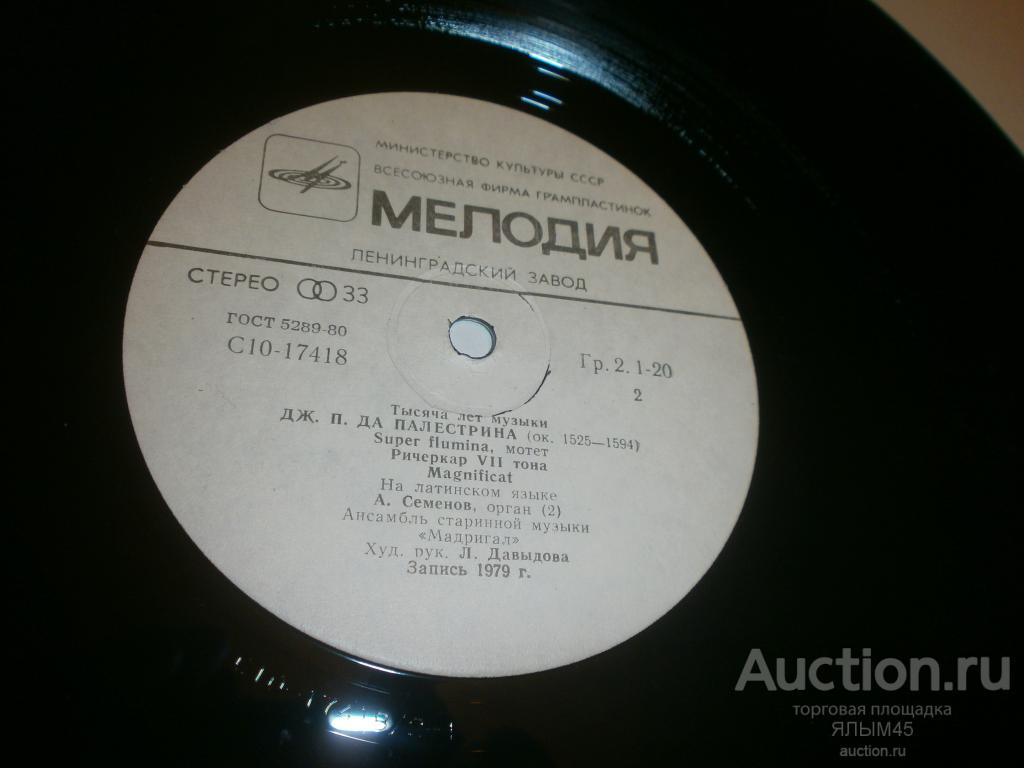 МИНИСТЕРСТВО КУЛЬТУРЫ СССР
ВСЕСОЮЗНАЯ ФИРМА ГРАМПЛАСТИНОК
МЕЛОДИЯ
ЛЕНИНГРАДСКИЙ ЗАВОД
СТЕРЕО 33
ГОСТ 5289-80
С10-17418
Гр. 2. 1-20
2
Тысяча лет музыки
ДЖ. П. ДА ПАЛЕСТРИНА (ок. 1525—1594)
Super flumina, мотет
Ричеркар VII тона
Magnificat
На латинском языке
А. Семенов, орган (2)
Ансамбль старинной музыки
«Мадригал»
Худ. рук. Л. Давыдова
Запись 1979 г.
Auction.ru
торговая площадка
ЯЛЫМ45
auction.ru